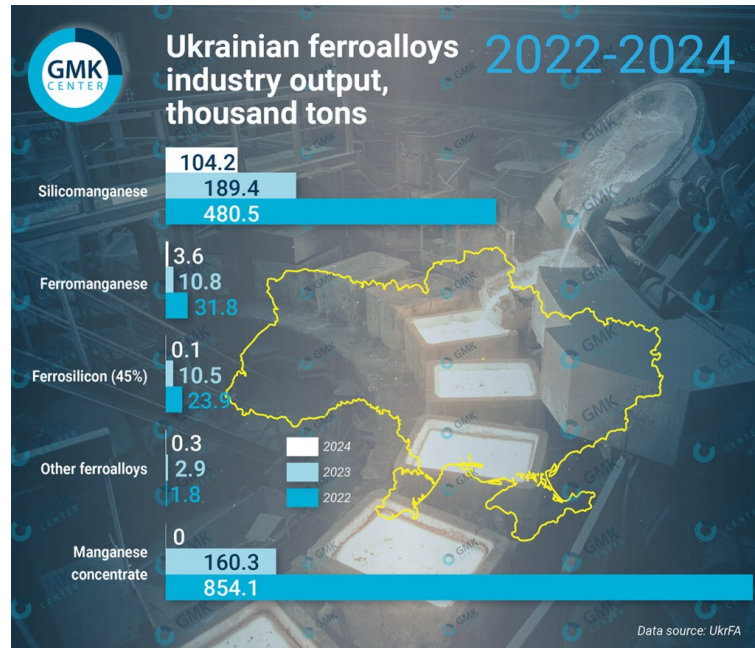 GMK
CENTER
Ukrainian ferroalloys
industry output,
thousand tons
2022-2024
Silicomanganese
104.2
189.4
480.5
Ferromanganese
3.6
10.8
31.8
Ferrosilicon (45%)
0.1
10.5
23.9
Other ferroalloys
0.3
2.9
1.8
2024
2023
2022
Manganese
concentrate
0
160.3
854.1
Data source: UkrFA